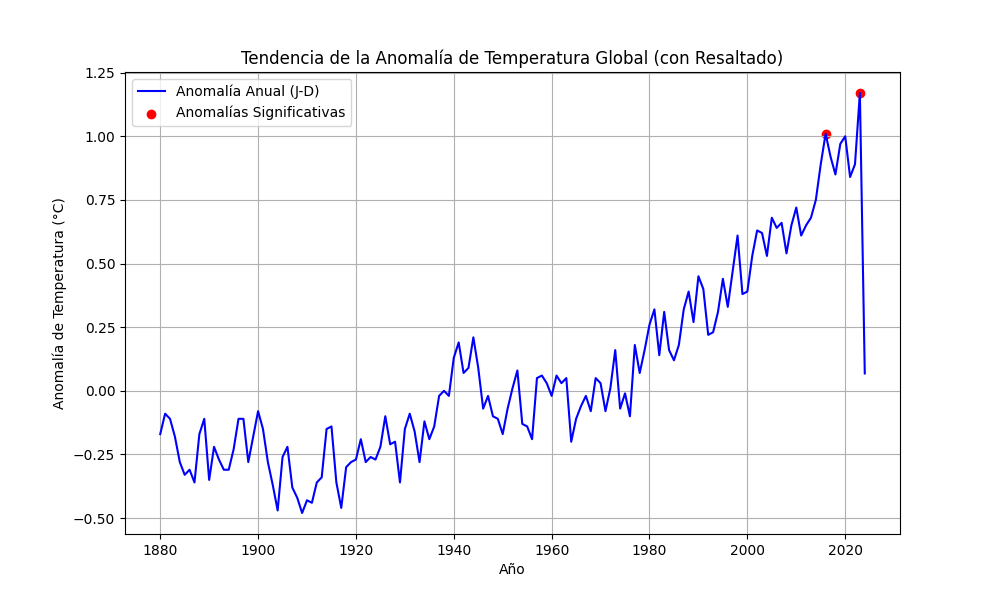 Tendencia de la Anomalía de Temperatura Global (con Resaltado)
Anomalía Anual (J-D)
Anomalías Significativas
Anomalía de Temperatura (°C)
1.25
1.00
0.75
0.50
0.25
0.00
−0.25
−0.50
1880 1900 1920 1940 1960 1980 2000 2020
Año